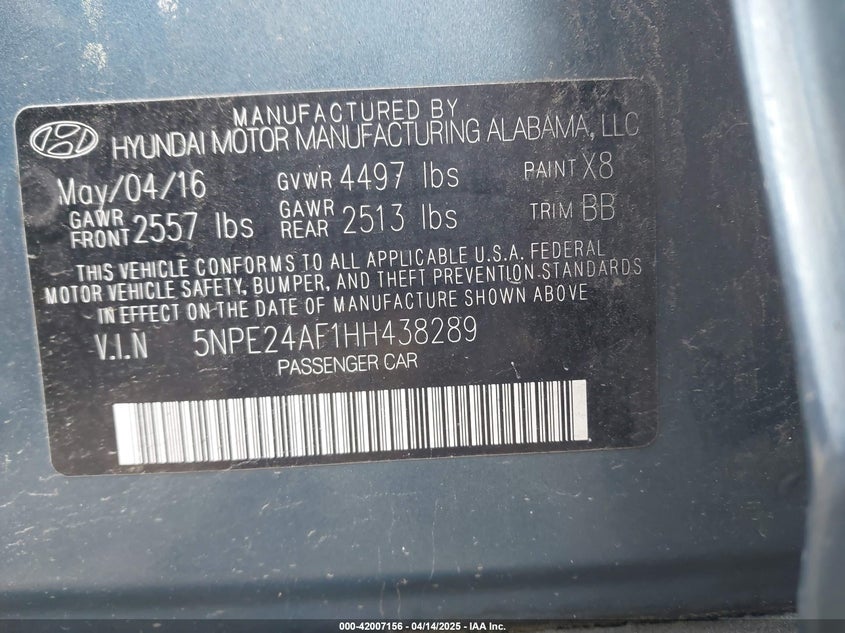 MANUFACTURED BY
HYUNDAI MOTOR MANUFACTURING ALABAMA, LLC
May/04/16 GVWR 4497 lbs PAINT X8
GAWR FRONT 2557 lbs GAWR REAR 2513 lbs TRIM BB
THIS VEHICLE CONFORMS TO ALL APPLICABLE U.S.A. FEDERAL
MOTOR VEHICLE SAFETY, BUMPER, AND THEFT PREVENTION STANDARDS
IN EFFECT ON THE DATE OF MANUFACTURE SHOWN ABOVE
V.I.N 5NPE24AF1HH438289
PASSENGER CAR
000-42007156 - 04/14/2025 - IAA Inc.